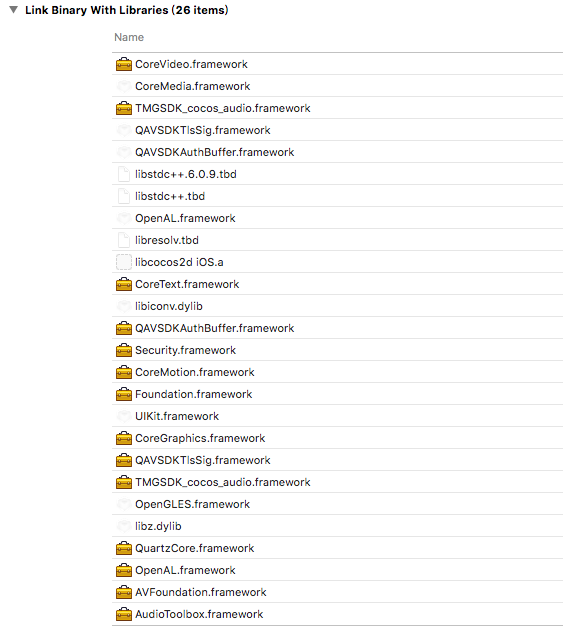 Link Binary With Libraries (26 items)
Name
CoreVideo.framework
CoreMedia.framework
TMGSDK_cocos_audio.framework
QAVSDKTlsSig.framework
QAVSDKAuthBuffer.framework
libstdc++.6.0.9.tbd
libstdc++.tbd
OpenAL.framework
libresolv.tbd
libcocos2d iOS.a
CoreText.framework
libiconv.dylib
QAVSDKAuthBuffer.framework
Security.framework
CoreMotion.framework
Foundation.framework
UIKit.framework
CoreGraphics.framework
QAVSDKTlsSig.framework
TMGSDK_cocos_audio.framework
OpenGLES.framework
libz.dylib
QuartzCore.framework
OpenAL.framework
AVFoundation.framework
AudioToolbox.framework